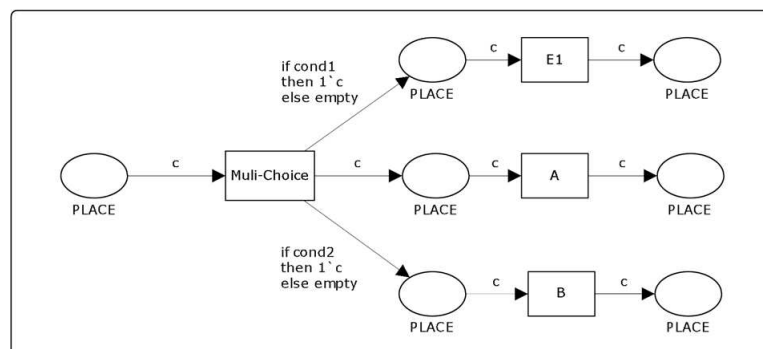 if cond1
then 1`c
else empty
PLACE
c
E1
c
PLACE
c
PLACE
Muli-Choice
c
PLACE
c
A
c
PLACE
if cond2
then 1`c
else empty
PLACE
c
B
c
PLACE